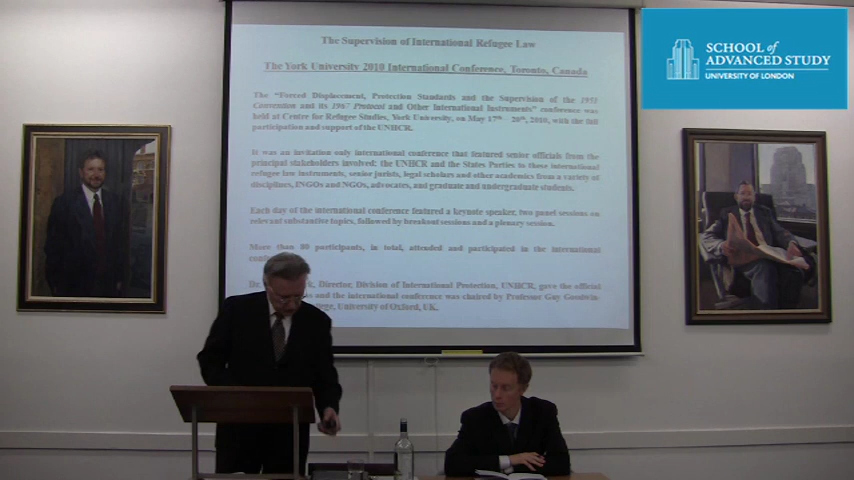 The Supervision of International Refugee Law
The York University 2010 International Conference, Toronto, Canada
The "Forced Displacement, Protection Standards and the Supervision of the 1951
Convention and its 1967 Protocol and Other International Instruments" conference was
held at Centre for Refugee Studies, York University, on May 17th – 20th, 2010, with the full
participation and support of the UNHCR.
It was an invitation only international conference that featured senior officials from the
principal stakeholders involved: the UNHCR and the States Parties to these international
refugee law instruments, senior jurists, legal scholars and other academics from a variety of
disciplines, INGOs and NGOs, advocates, and graduate and undergraduate students.
Each day of the international conference featured a keynote speaker, two panel sessions on
relevant substantive topics, followed by breakout sessions and a plenary session.
More than 80 participants, in total, attended and participated in the international
Dr. Director, Division of International Protection, UNHCR, gave the official
and the international conference was chaired by Professor Guy Goodwin-
University of Oxford, UK.
SCHOOL of
ADVANCED STUDY
UNIVERSITY OF LONDON